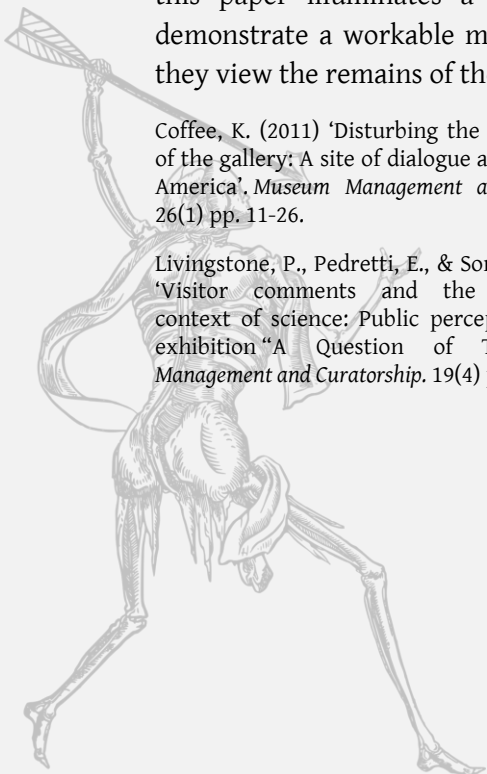 this paper illuminates a
demonstrate a workable m
they view the remains of th
Coffee, K. (2011) ‘Disturbing the
of the gallery: A site of dialogue a
America’. Museum Management a
26(1) pp. 11-26.
Livingstone, P., Pedretti, E., & So
‘Visitor comments and the
context of science: Public percep
exhibition “A Question of T
Management and Curatorship. 19(4)